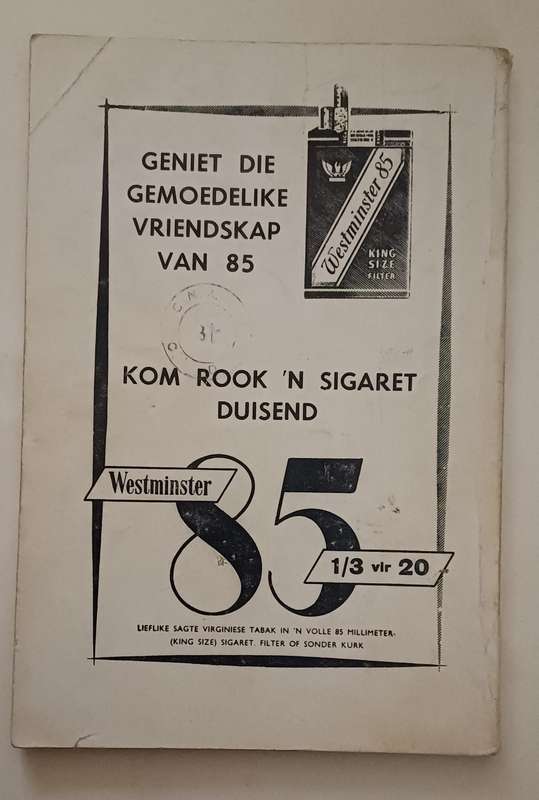 GENIET DIE
GEMOEDELIKE
VRIENDSKAP
VAN 85
Westminster 85
KING
SIZE
FILTER
31
KOM ROOK 'N SIGARET
DUISEND
Westminster
85
1/3 vir 20
LIEFLIKE SAGTE VIRGINIESE TABAK IN 'N VOLLE 85 MILLIMETER-
(KING SIZE) SIGARET. FILTER OF SONDER KURK